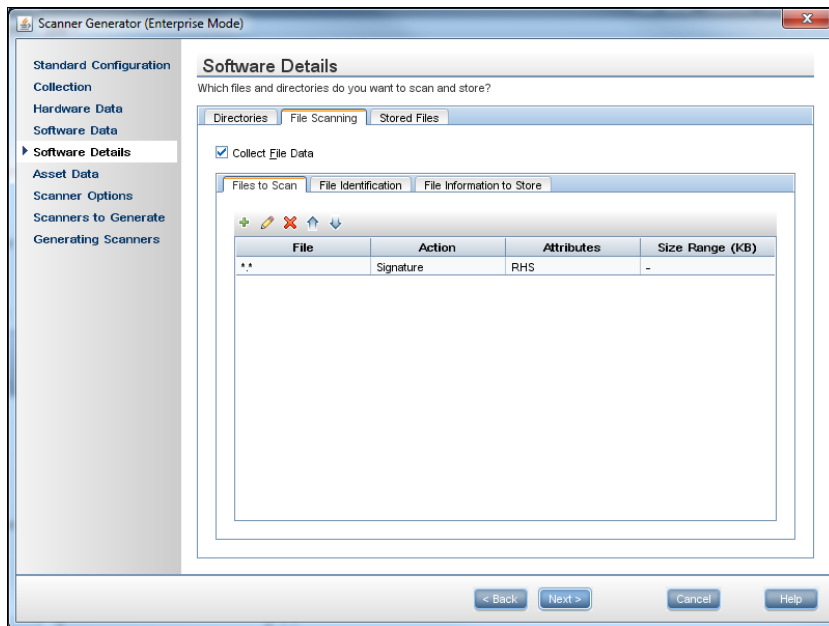 Scanner Generator (Enterprise Mode)
Standard Configuration
Collection
Hardware Data
Software Data
Software Details
Asset Data
Scanner Options
Scanners to Generate
Generating Scanners
Software Details
Which files and directories do you want to scan and store?
Directories File Scanning Stored Files
Collect File Data
Files to Scan File Identification File Information to Store
File Action Attributes Size Range (KB)
*.* Signature RHS -
< Back Next > Cancel Help